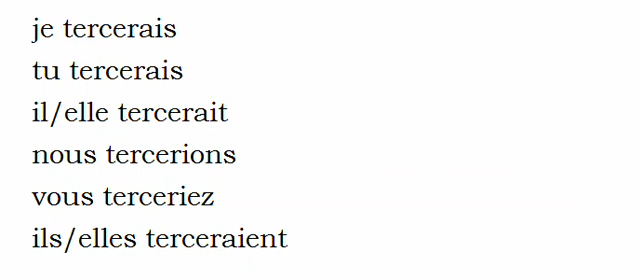 je tercerais
tu tercerais
il/elle tercerait
nous tercerions
vous terceriez
ils/elles terceraient